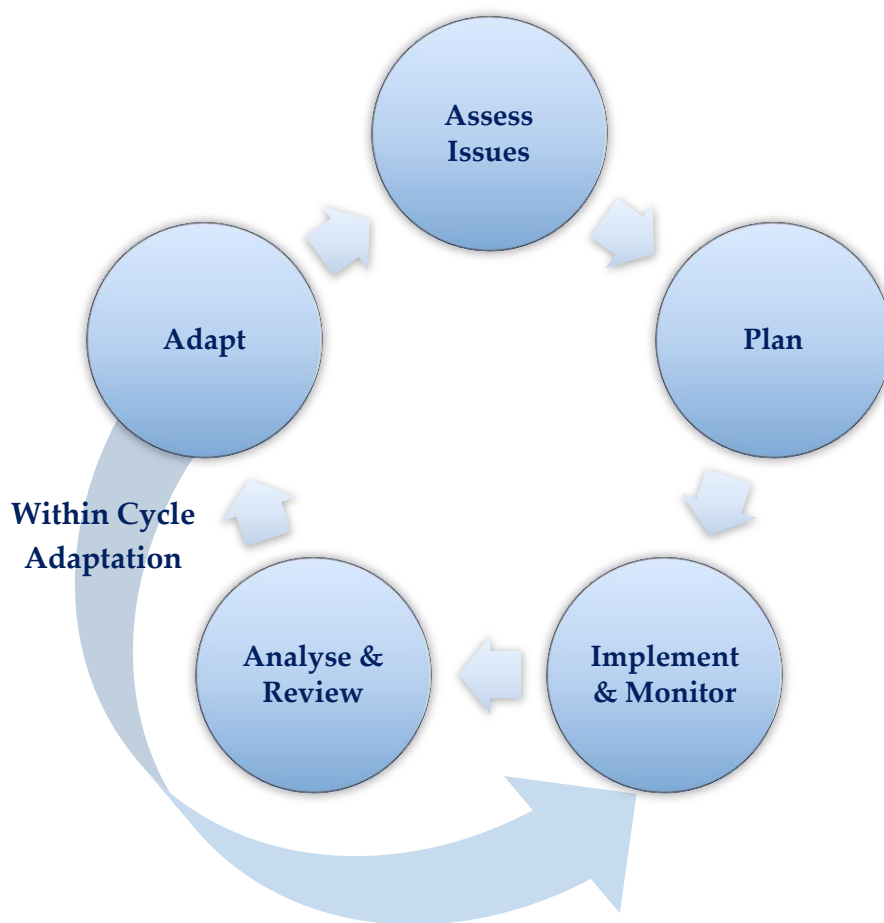 Assess
Issues
Plan
Implement
& Monitor
Analyse &
Review
Adapt
Within Cycle
Adaptation